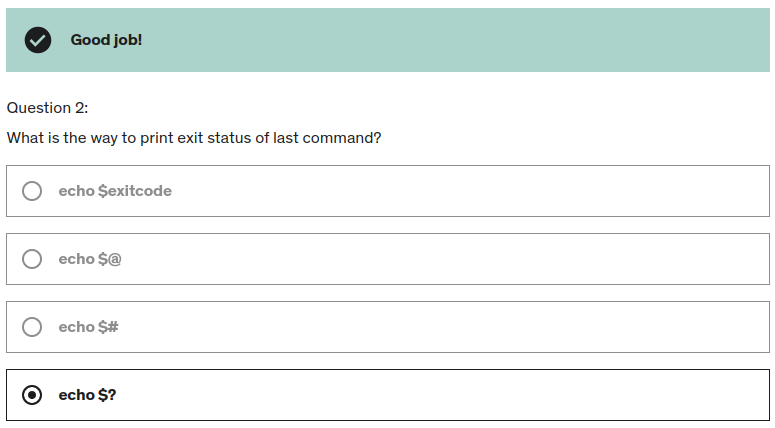 Good job!
Question 2:
What is the way to print exit status of last command?
echo $exitcode
echo $@
echo $#
echo $?